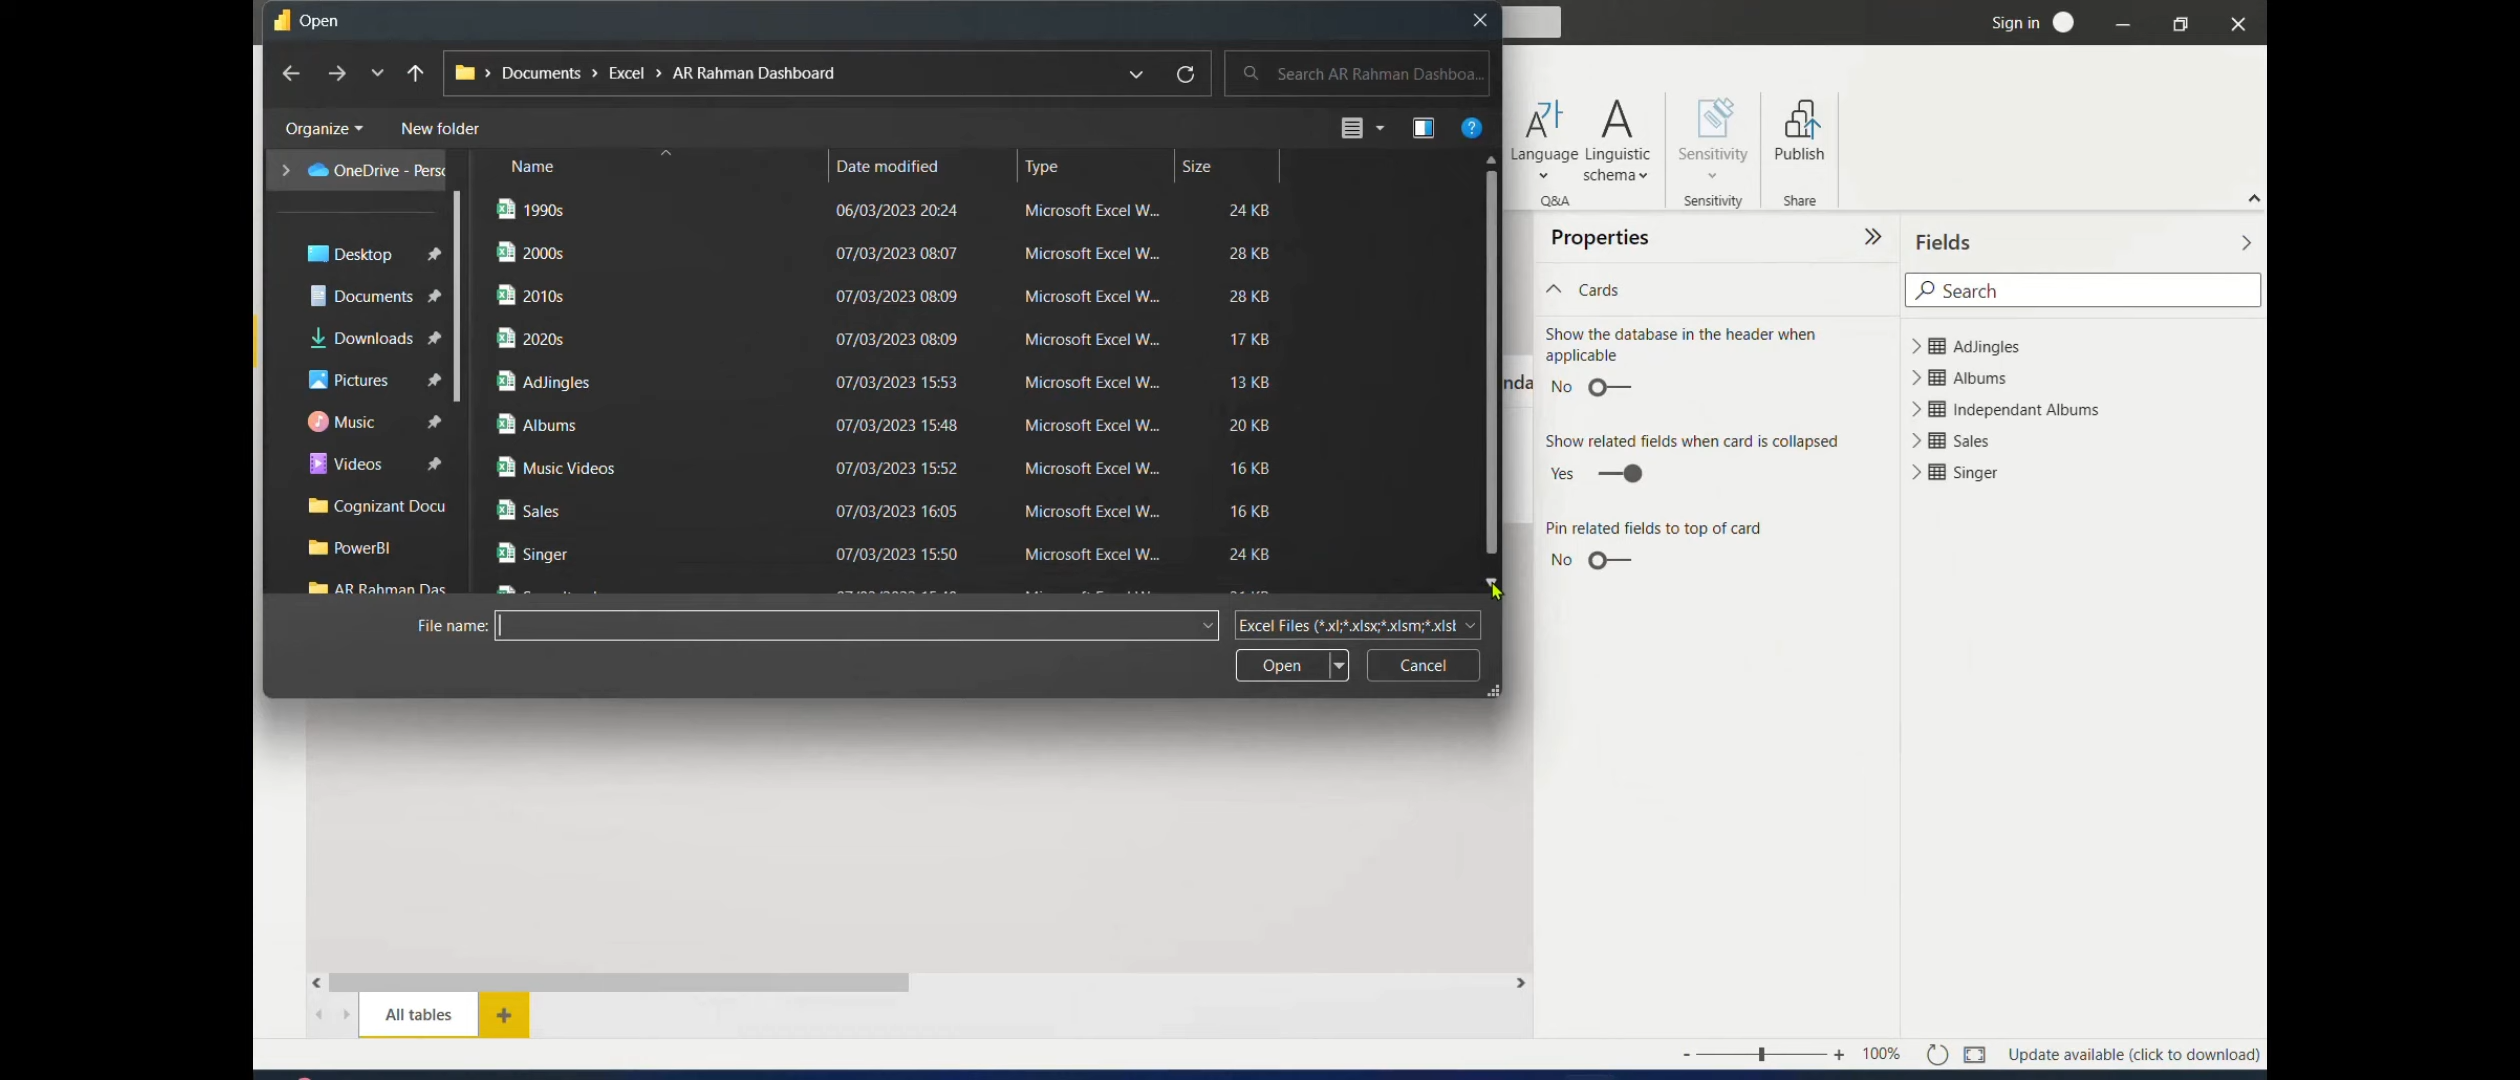 Open
Sign in
Documents > Excel > AR Rahman Dashboard
Search AR Rahman Dashboa...
Organize
New folder
Language
Linguistic schema
Sensitivity
Publish
Q&A
Sensitivity
Share
OneDrive - Perso
Desktop
Documents
Downloads
Pictures
Music
Videos
Cognizant Docu
PowerBI
AR Rahman Das
Name Date modified Type Size
1990s 06/03/2023 20:24 Microsoft Excel W... 24 KB
2000s 07/03/2023 08:07 Microsoft Excel W... 28 KB
2010s 07/03/2023 08:09 Microsoft Excel W... 28 KB
2020s 07/03/2023 08:09 Microsoft Excel W... 17 KB
AdJingles 07/03/2023 15:53 Microsoft Excel W... 13 KB
Albums 07/03/2023 15:48 Microsoft Excel W... 20 KB
Music Videos 07/03/2023 15:52 Microsoft Excel W... 16 KB
Sales 07/03/2023 16:05 Microsoft Excel W... 16 KB
Singer 07/03/2023 15:50 Microsoft Excel W... 24 KB
File name:
Excel Files (*.xl;*.xlsx;*.xlsm;*.xlsl
Open
Cancel
nda
Properties
Cards
Show the database in the header when
applicable
No
Show related fields when card is collapsed
Yes
Pin related fields to top of card
No
Fields
Search
AdJingles
Albums
Independant Albums
Sales
Singer
All tables
- + 100%
Update available (click to download)